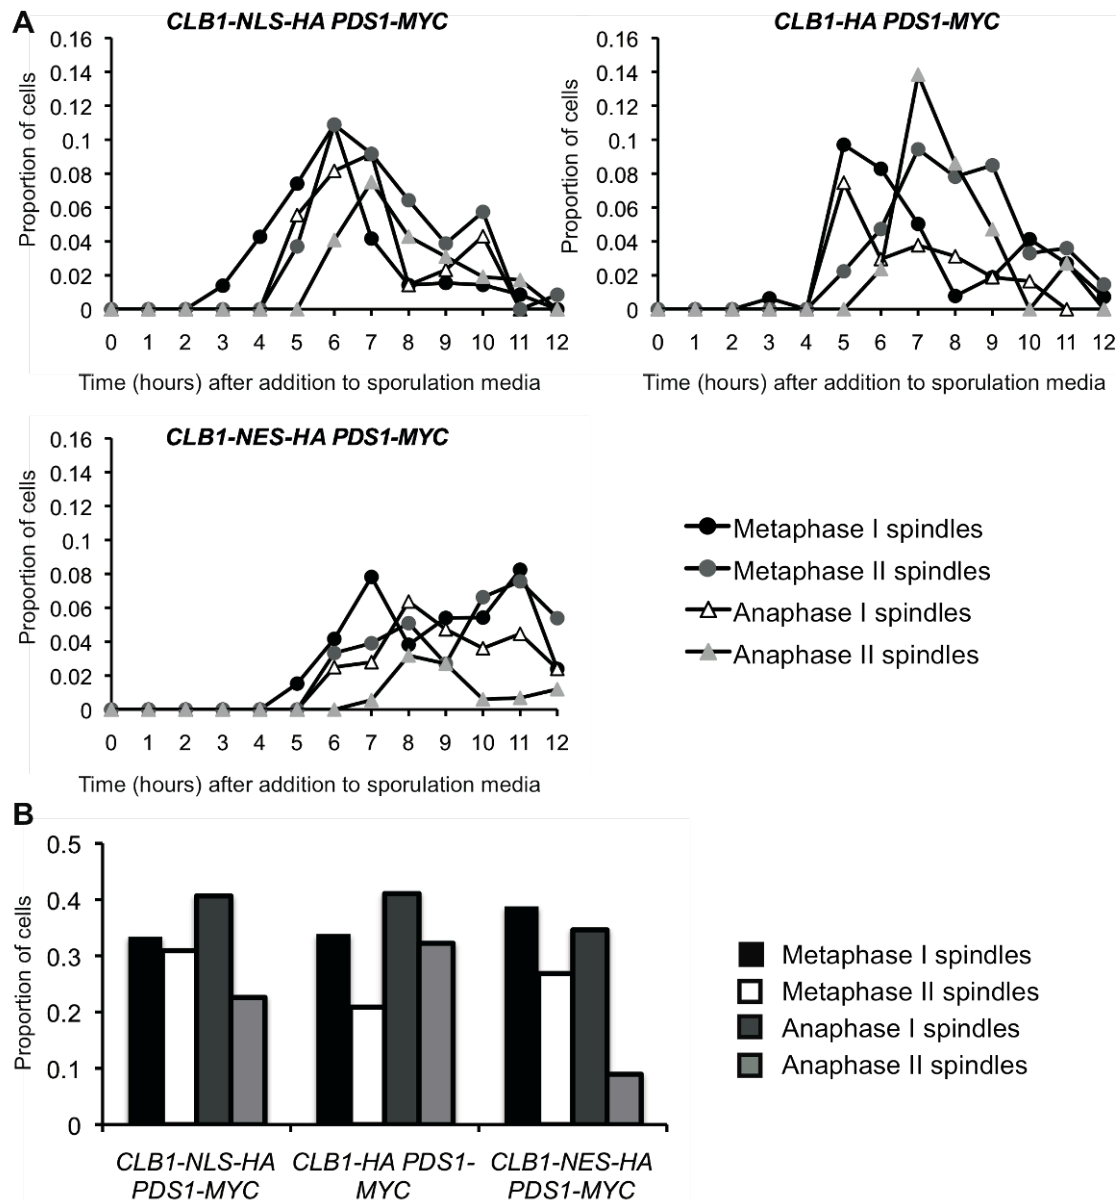 A
CLB1-NLS-HA PDS1-MYC
Proportion of cells
0.16
0.14
0.12
0.1
0.08
0.06
0.04
0.02
0
0 1 2 3 4 5 6 7 8 9 10 11 12
Time (hours) after addition to sporulation media
CLB1-HA PDS1-MYC
Proportion of cells
0.16
0.14
0.12
0.1
0.08
0.06
0.04
0.02
0
0 1 2 3 4 5 6 7 8 9 10 11 12
Time (hours) after addition to sporulation media
CLB1-NES-HA PDS1-MYC
Proportion of cells
0.16
0.14
0.12
0.1
0.08
0.06
0.04
0.02
0
0 1 2 3 4 5 6 7 8 9 10 11 12
Time (hours) after addition to sporulation media
Metaphase I spindles
Metaphase II spindles
Anaphase I spindles
Anaphase II spindles
B
Proportion of cells
0.5
0.4
0.3
0.2
0.1
0
CLB1-NLS-HA
PDS1-MYC
CLB1-HA PDS1-
MYC
CLB1-NES-HA
PDS1-MYC
Metaphase I spindles
Metaphase II spindles
Anaphase I spindles
Anaphase II spindles